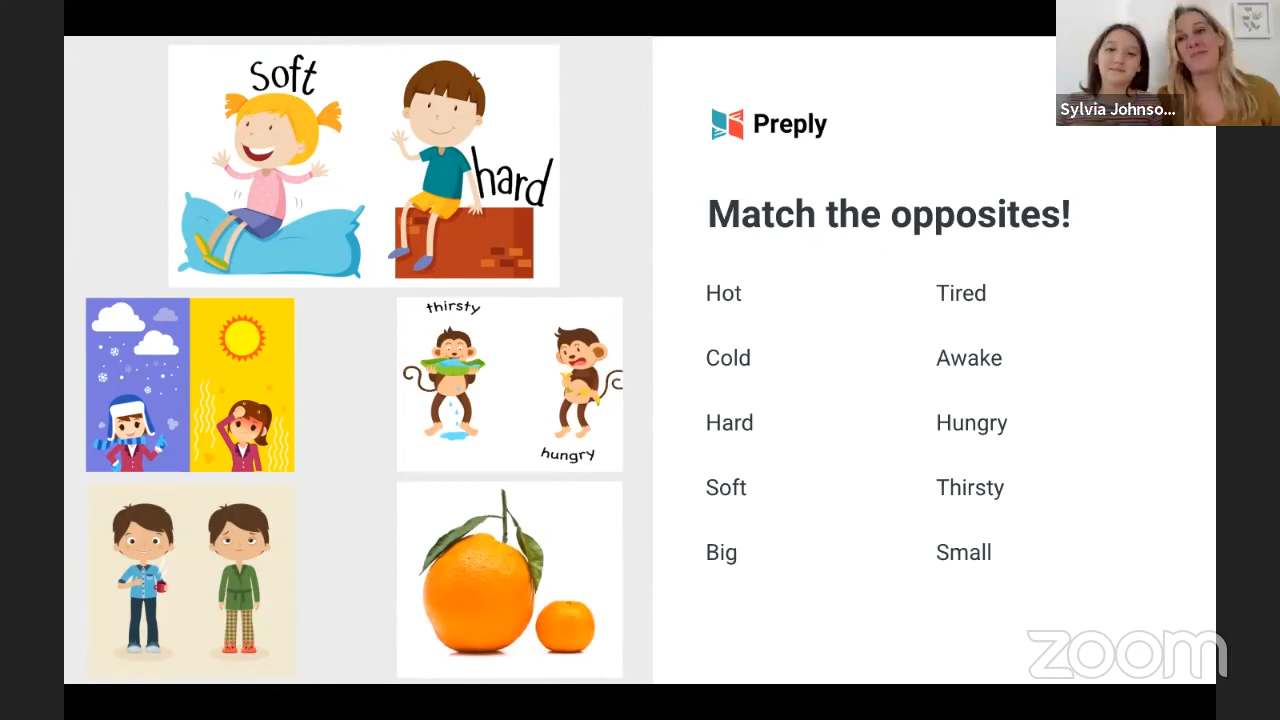 soft
hard
thirsty
hungry
Preply
Match the opposites!
Hot
Tired
Cold
Awake
Hard
Hungry
Soft
Thirsty
Big
Small
Sylvia Johnso...
zoom